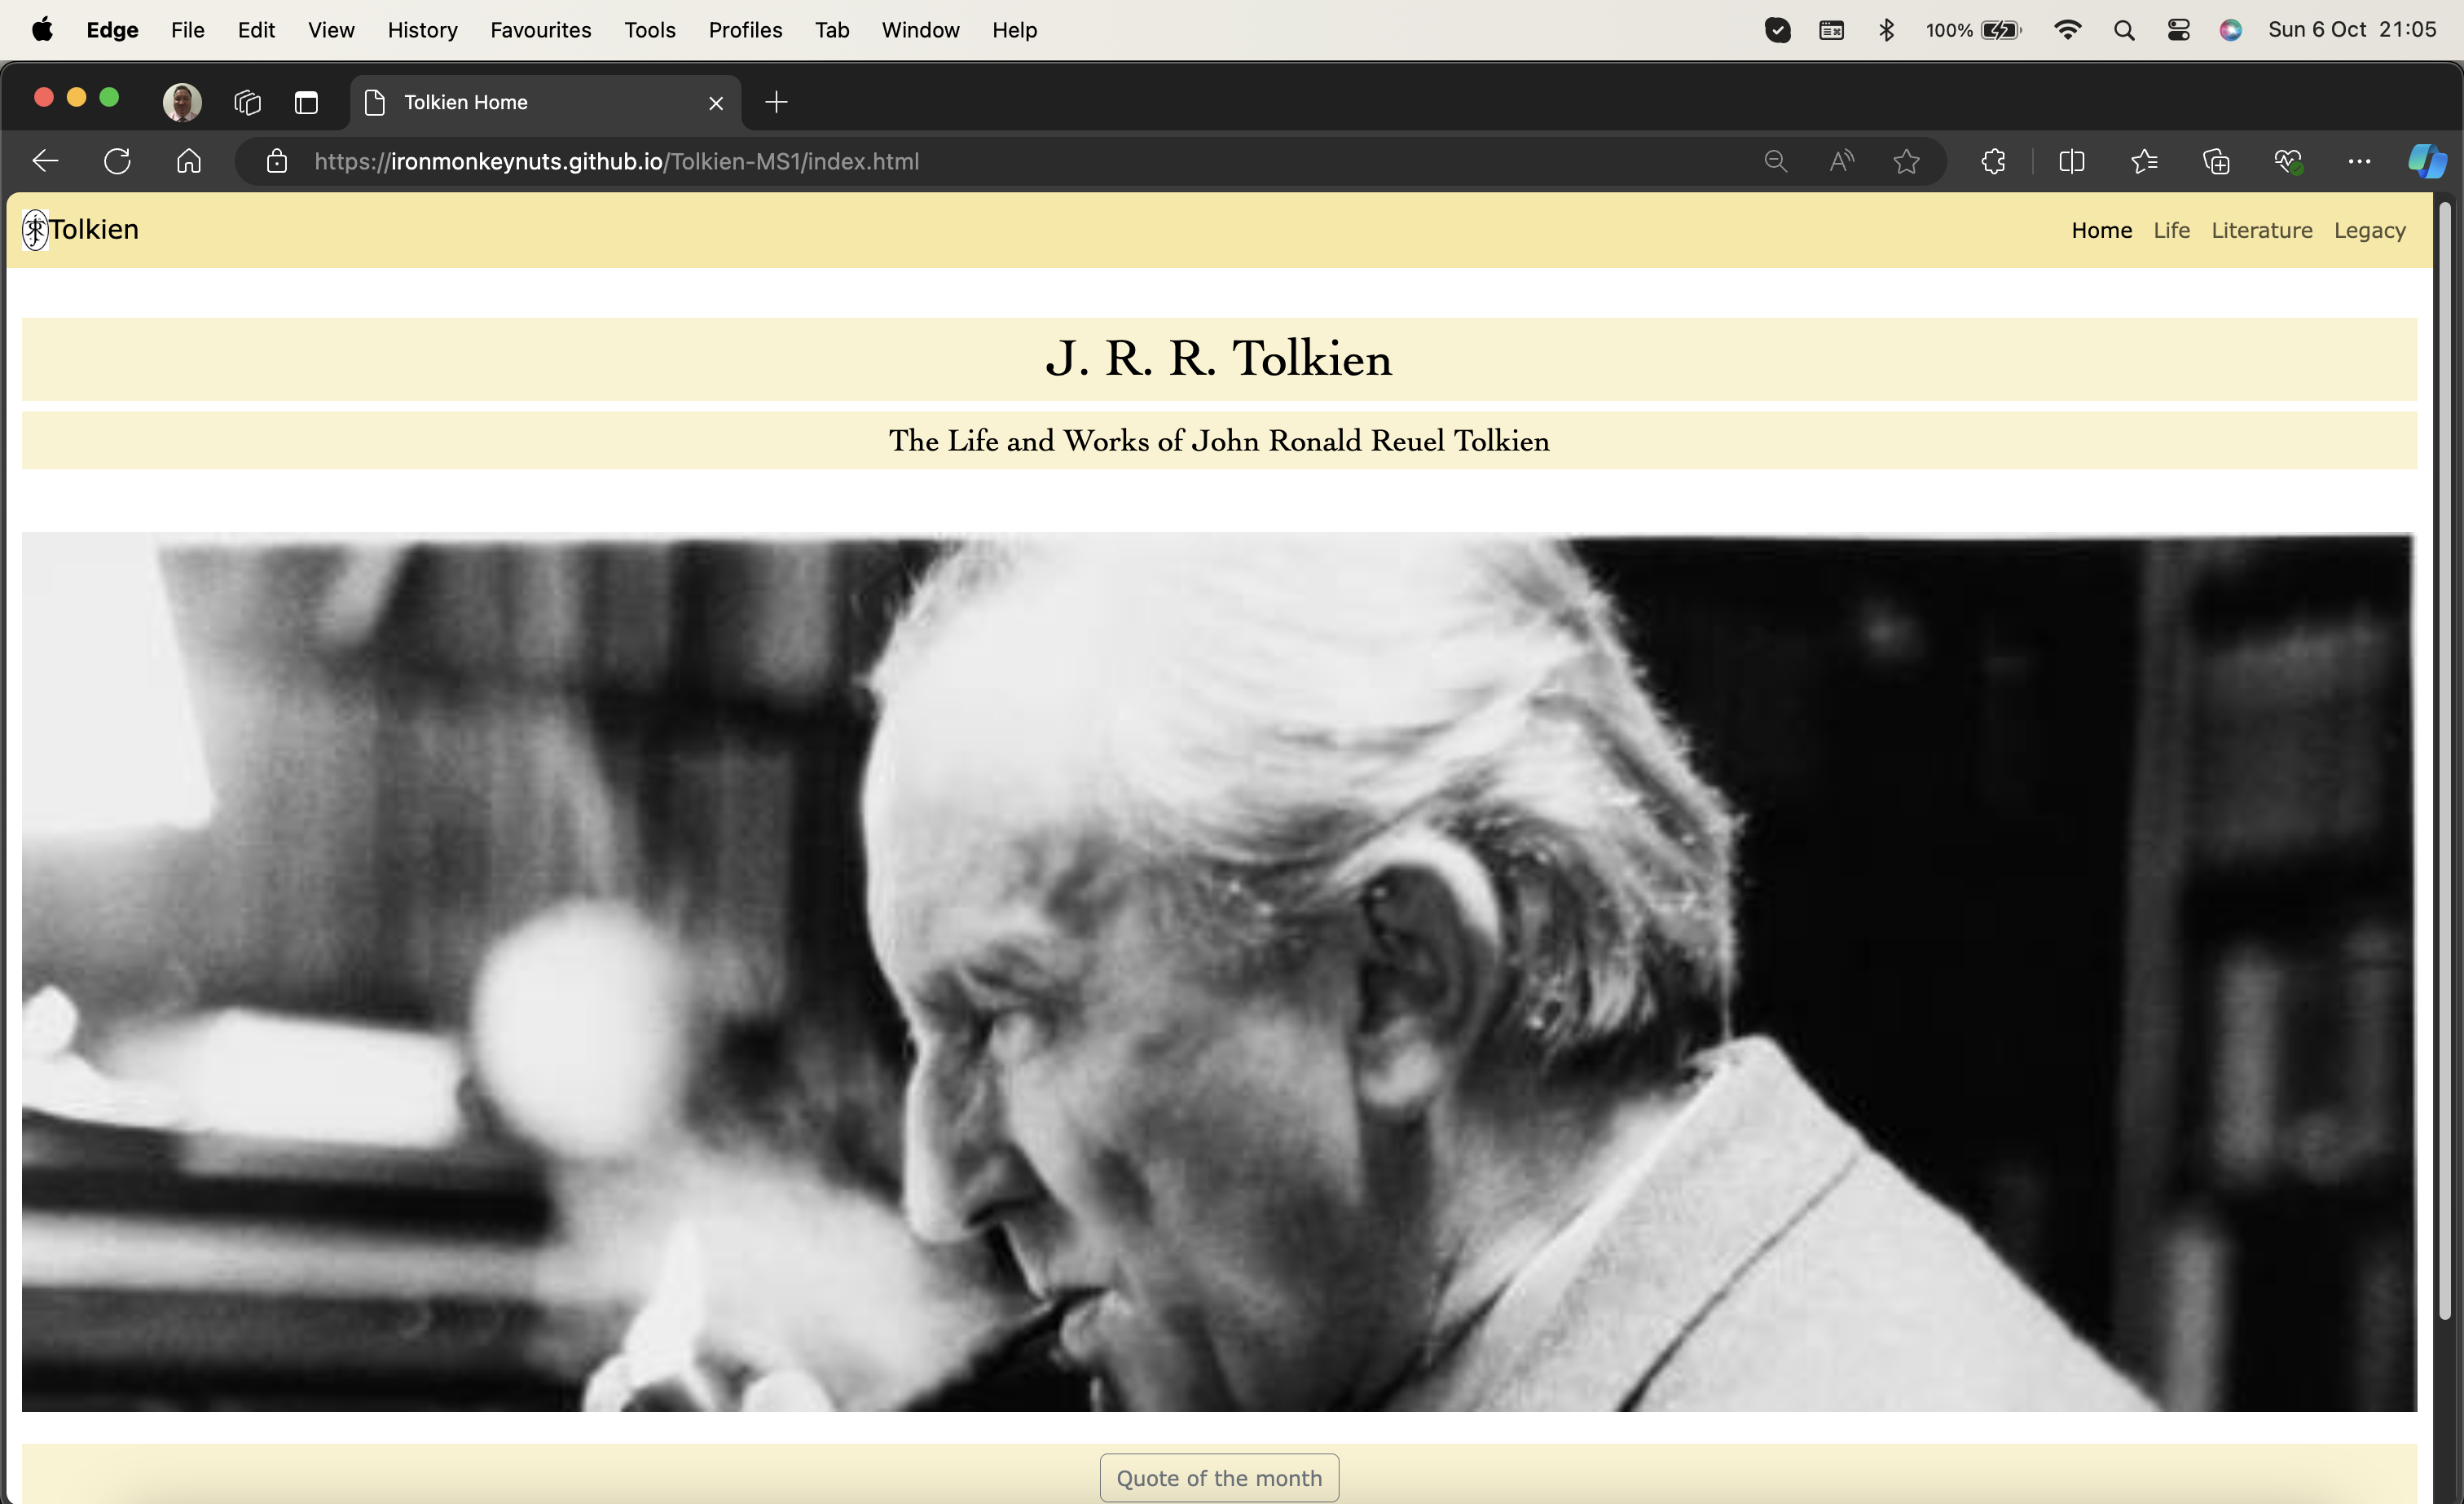 Edge File Edit View History Favourites Tools Profiles Tab Window Help 100% Sun 6 Oct 21:05
Tolkien Home
https://ironmonkeynuts.github.io/Tolkien-MS1/index.html
Tolkien Home Life Literature Legacy
J. R. R. Tolkien
The Life and Works of John Ronald Reuel Tolkien
Quote of the month